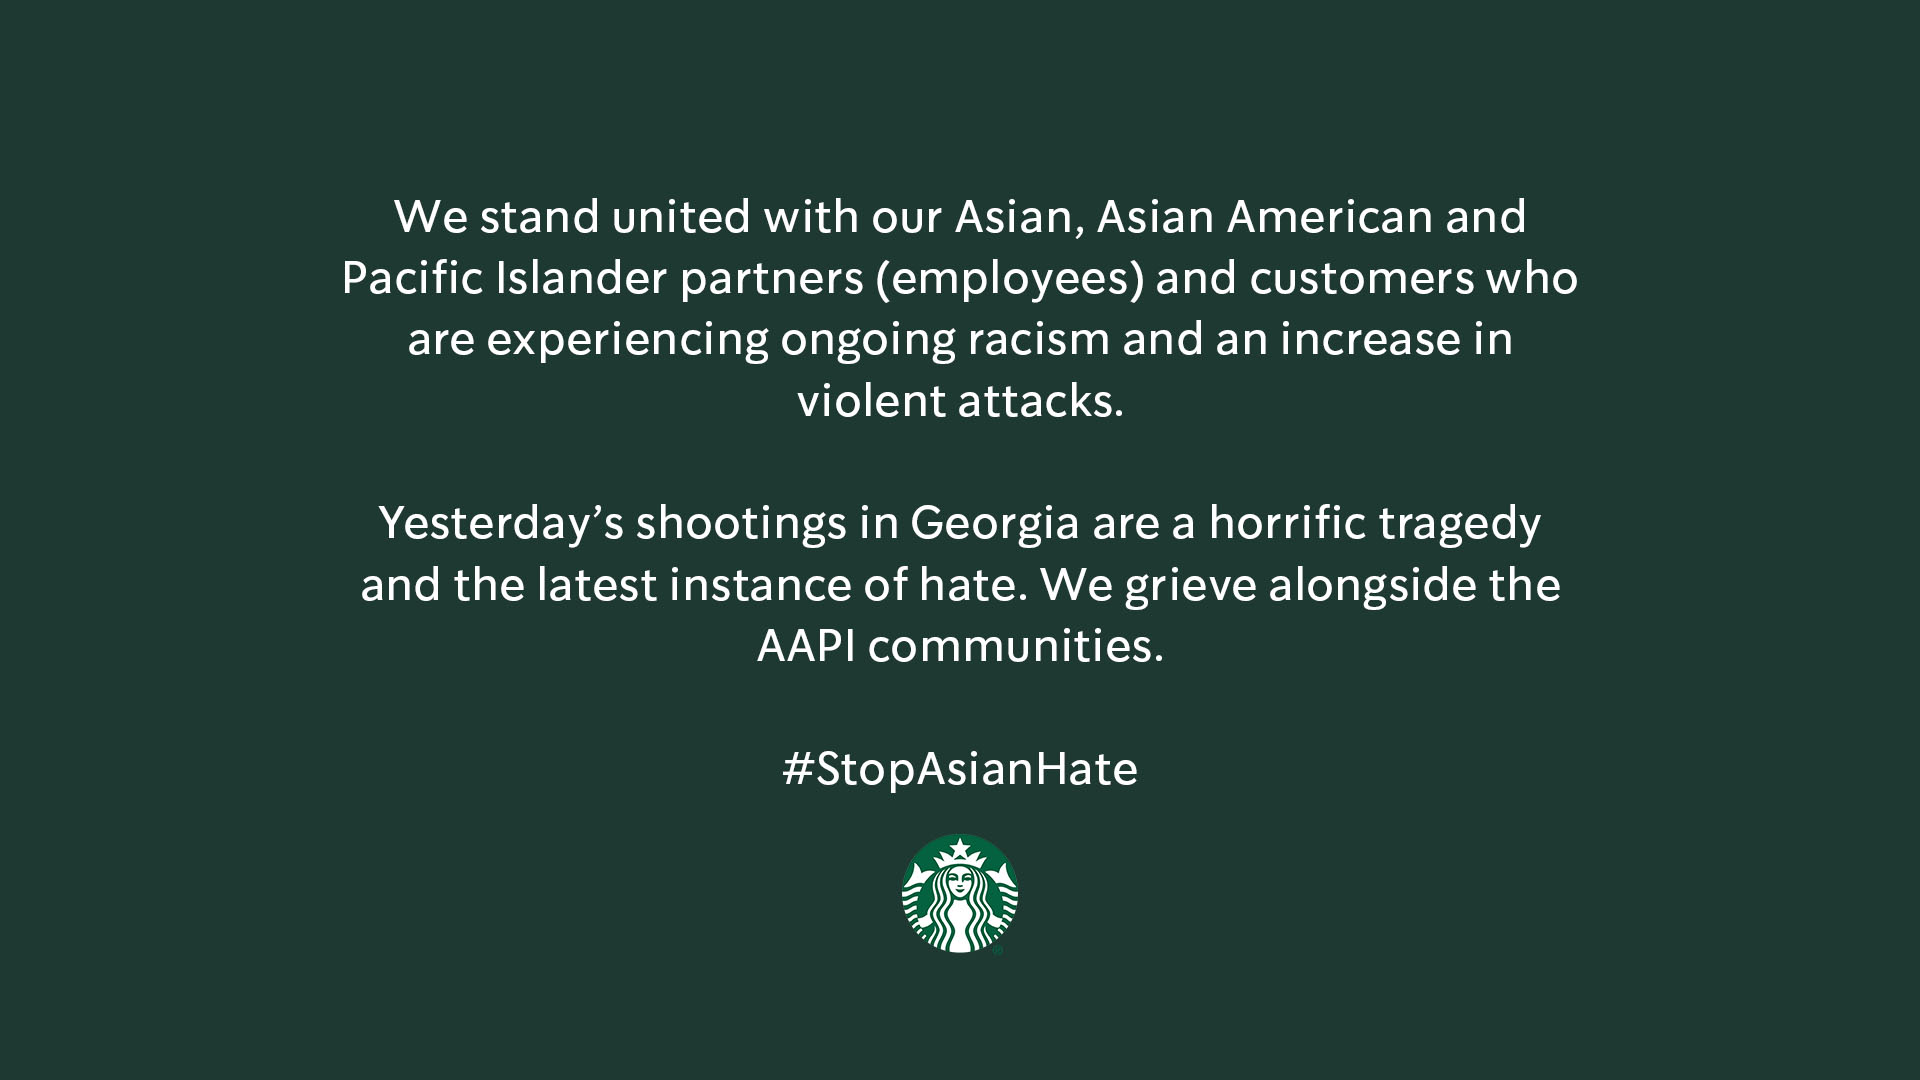 We stand united with our Asian, Asian American and
Pacific Islander partners (employees) and customers who
are experiencing ongoing racism and an increase in
violent attacks.
Yesterday’s shootings in Georgia are a horrific tragedy
and the latest instance of hate. We grieve alongside the
AAPI communities.
#StopAsianHate